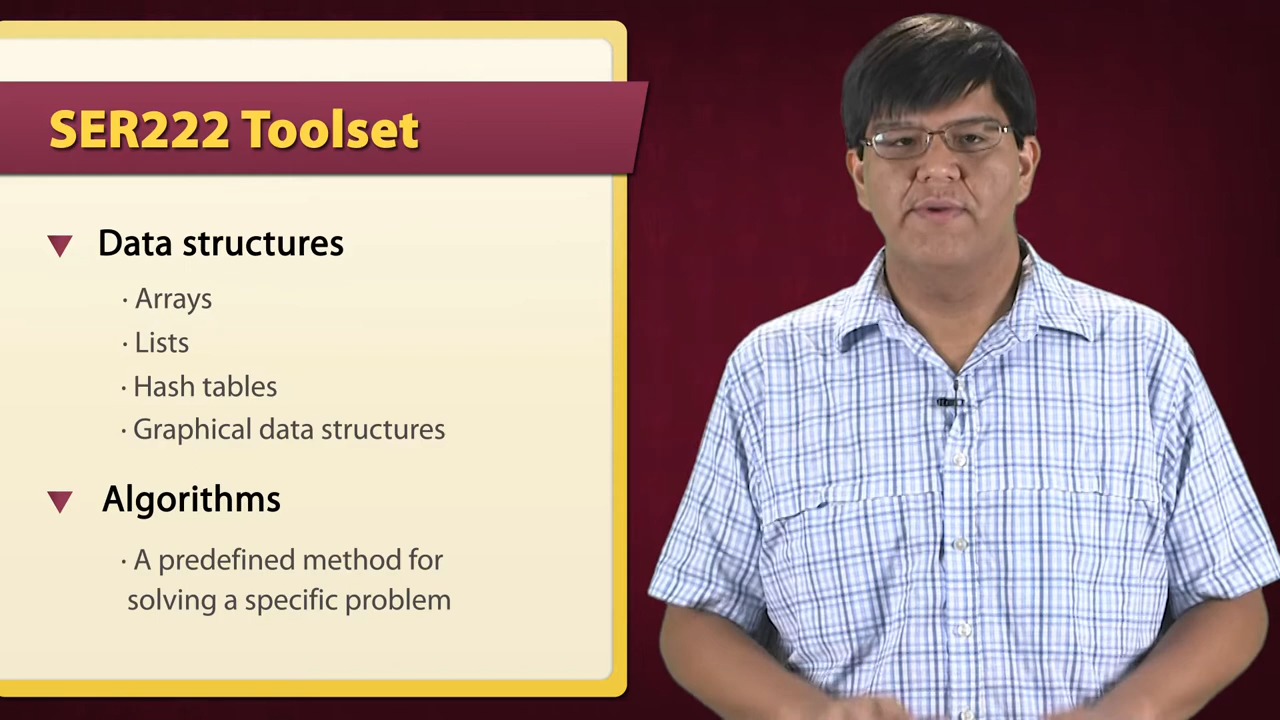 SER222 Toolset
Data structures
· Arrays
· Lists
· Hash tables
· Graphical data structures
Algorithms
· A predefined method for
solving a specific problem